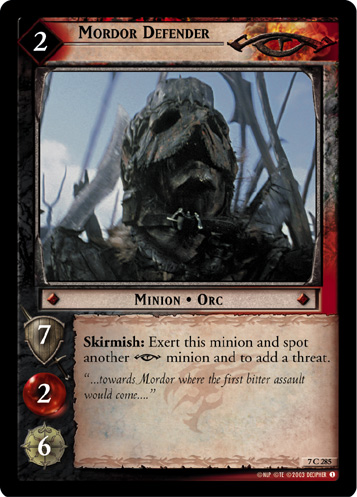 2
MORDOR DEFENDER
MINION • ORC
7
Skirmish: Exert this minion and spot
another minion and to add a threat.
2
"...towards Mordor where the first bitter assault
would come...."
6
7 C 285
©NLP ™TE ©2003 DECIPHER